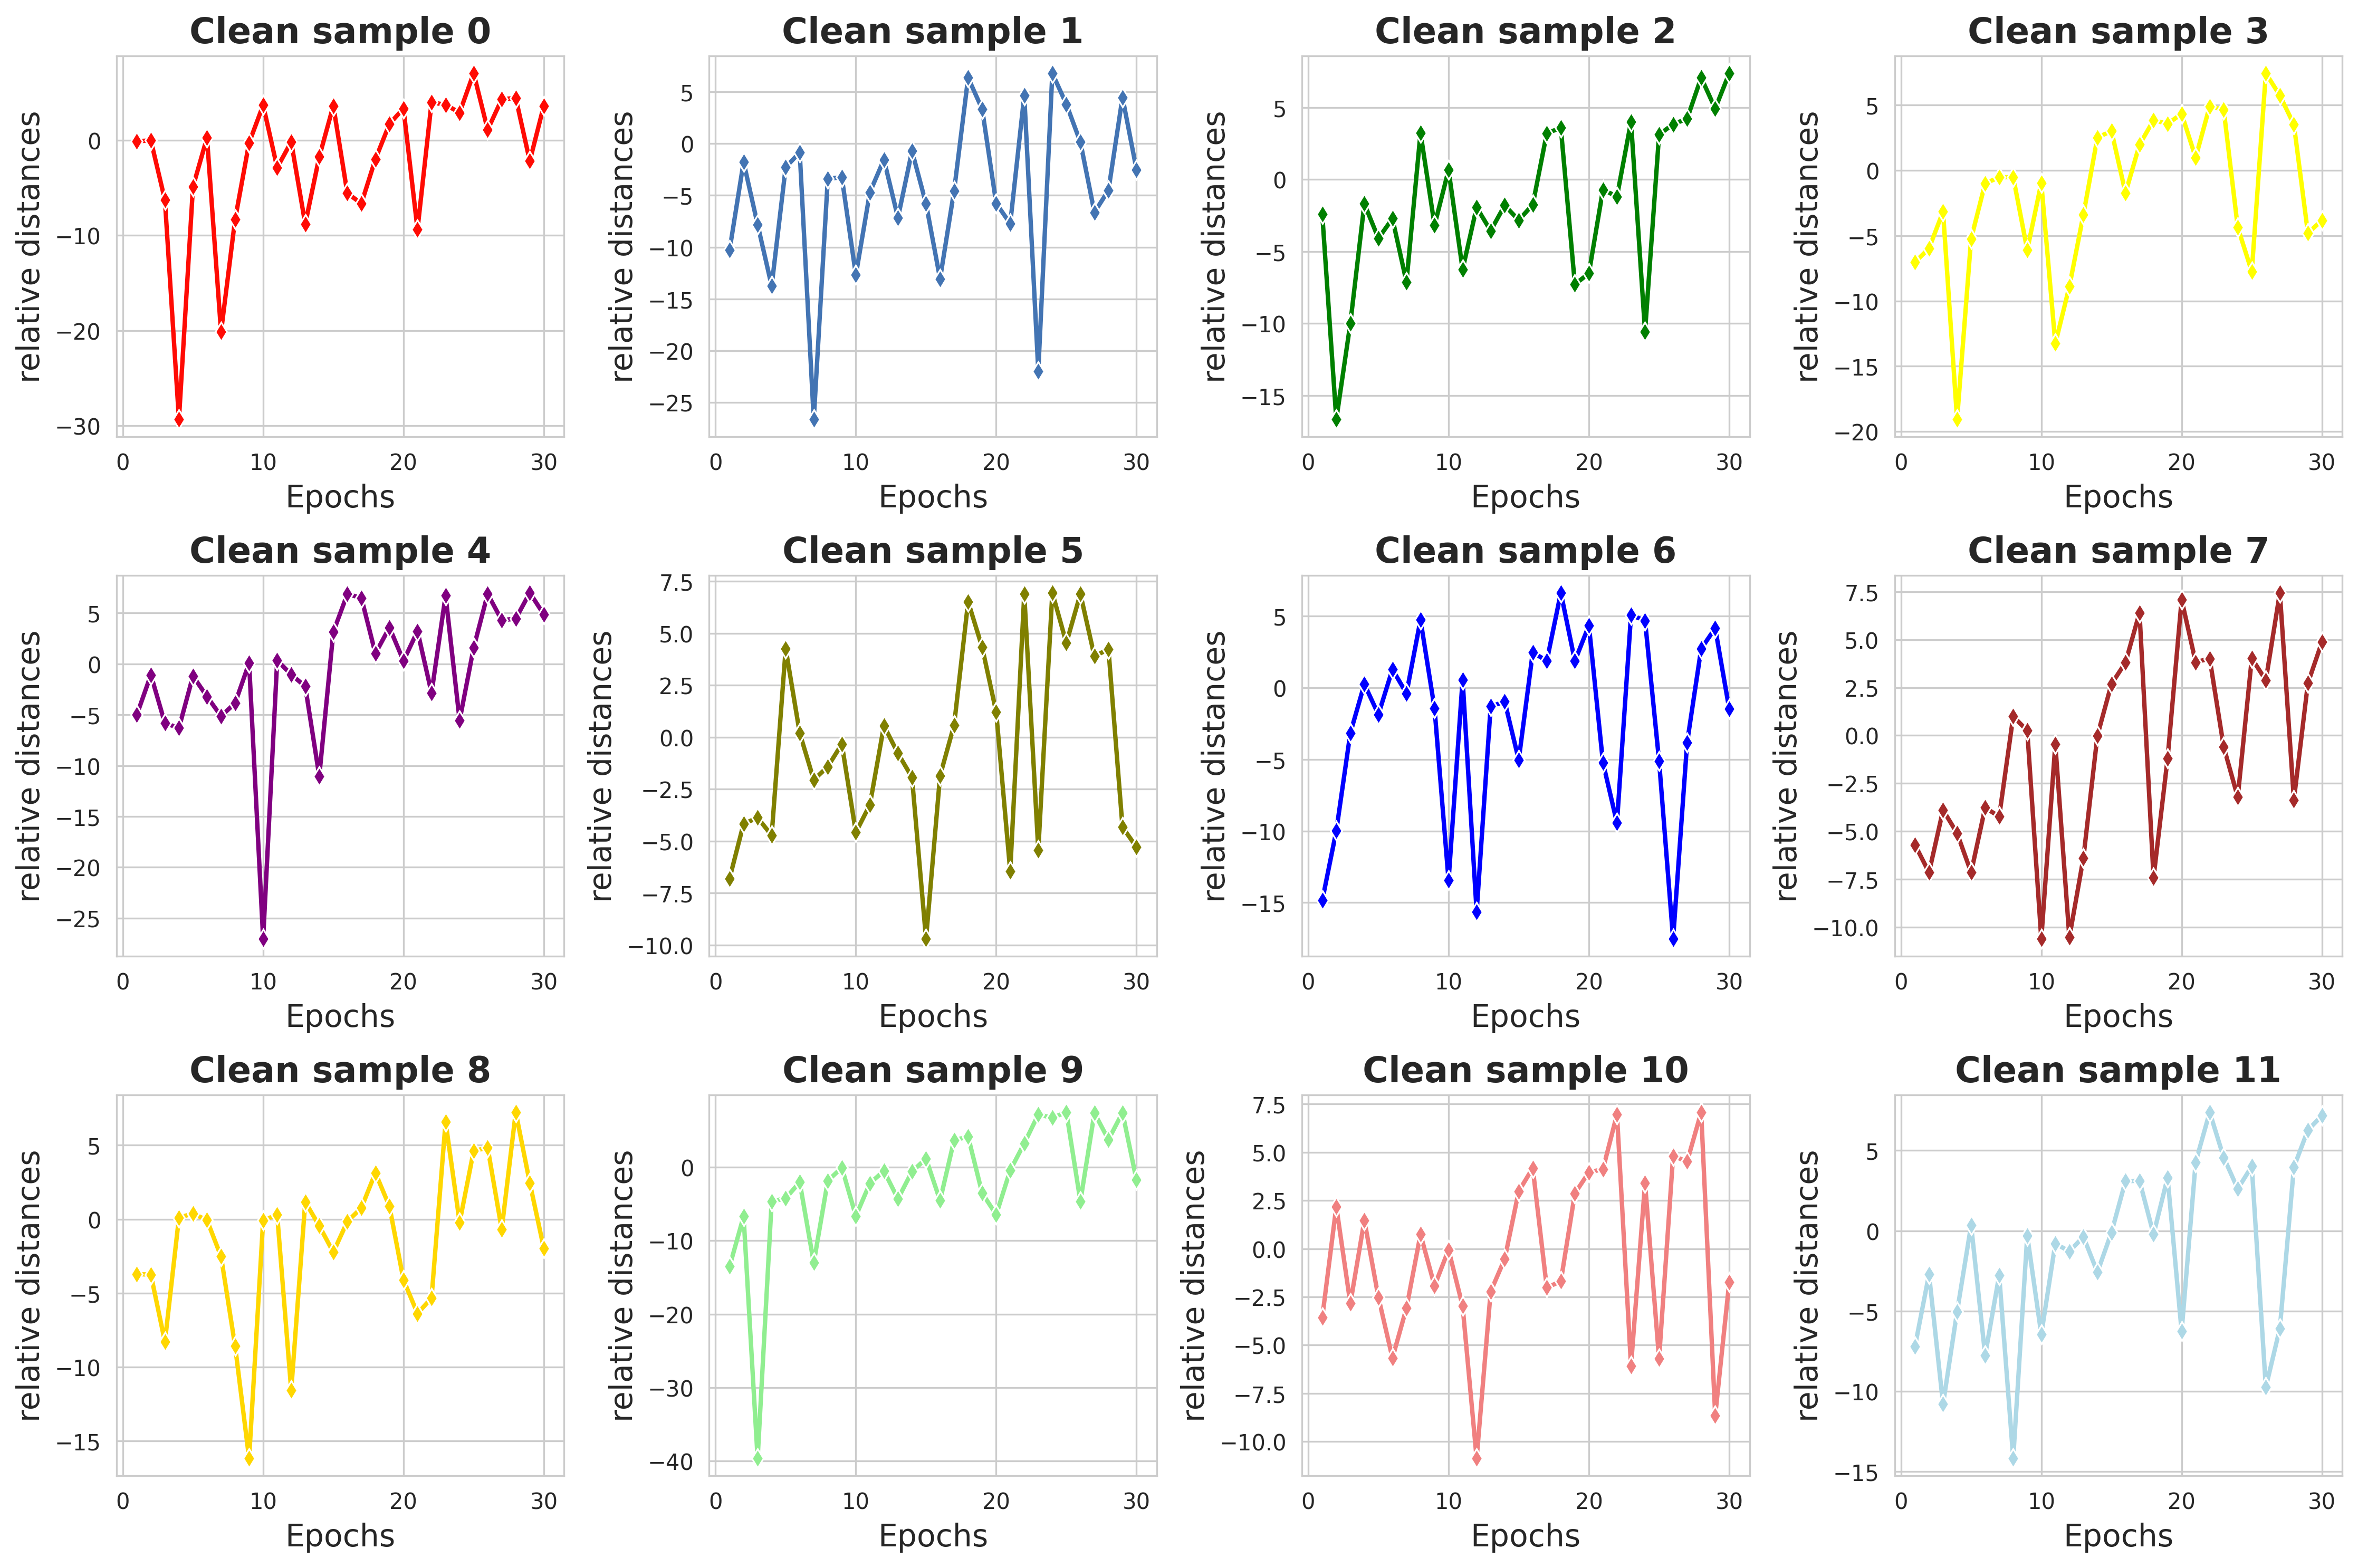 Clean sample 0
relative distances
0
−10
−20
−30
0 10 20 30
Epochs
Clean sample 1
relative distances
5
0
−5
−10
−15
−20
−25
0 10 20 30
Epochs
Clean sample 2
relative distances
5
0
−5
−10
−15
0 10 20 30
Epochs
Clean sample 3
relative distances
5
0
−5
−10
−15
−20
0 10 20 30
Epochs
Clean sample 4
relative distances
5
0
−5
−10
−15
−20
−25
0 10 20 30
Epochs
Clean sample 5
relative distances
7.5
5.0
2.5
0.0
−2.5
−5.0
−7.5
−10.0
0 10 20 30
Epochs
Clean sample 6
relative distances
5
0
−5
−10
−15
0 10 20 30
Epochs
Clean sample 7
relative distances
7.5
5.0
2.5
0.0
−2.5
−5.0
−7.5
−10.0
0 10 20 30
Epochs
Clean sample 8
relative distances
5
0
−5
−10
−15
0 10 20 30
Epochs
Clean sample 9
relative distances
0
−10
−20
−30
−40
0 10 20 30
Epochs
Clean sample 10
relative distances
7.5
5.0
2.5
0.0
−2.5
−5.0
−7.5
−10.0
0 10 20 30
Epochs
Clean sample 11
relative distances
5
0
−5
−10
−15
0 10 20 30
Epochs